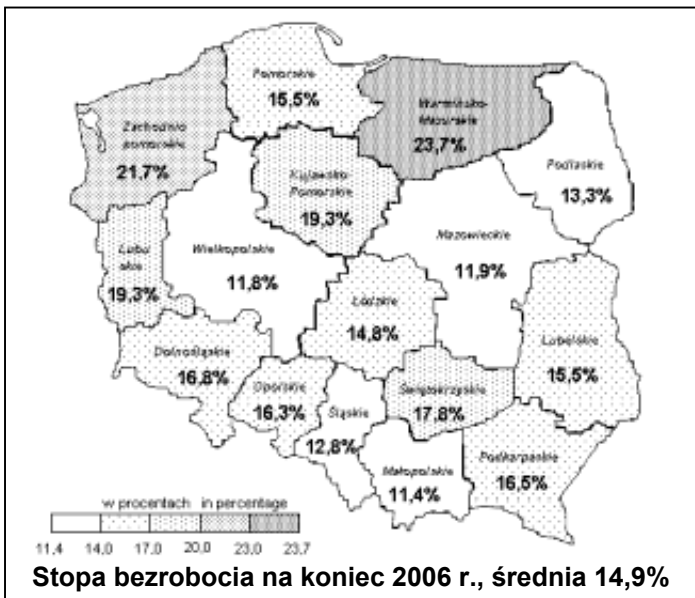 Pomorskie
15,5%
Warmińsko-
Mazurskie
23,7%
Zachodnio
pomorskie
21,7%
Podlaskie
13,3%
Kujawsko-
Pomorskie
19,3%
Lubu
skie
19,3%
Wielkopolskie
11,8%
Mazowieckie
11,9%
Łódzkie
14,8%
Lubelskie
15,5%
Dolnośląskie
16,8%
Opolskie
16,3%
Śląskie
12,8%
Świętokrzyskie
17,8%
Małopolskie
11,4%
Podkarpackie
16,5%
w procentach in percentage
11,4 14,0 17,0 20,0 23,0 23,7
Stopa bezrobocia na koniec 2006 r., średnia 14,9%